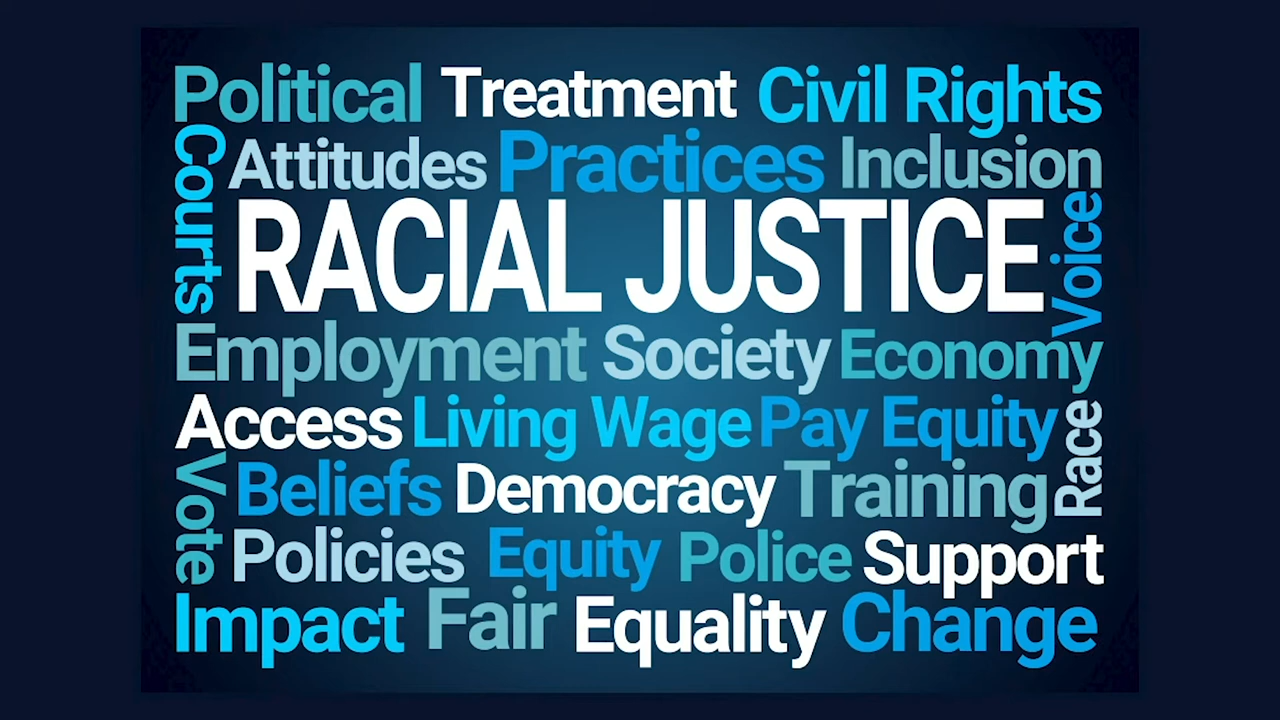 Political Treatment Civil Rights
Courts
Attitudes Practices Inclusion
RACIAL JUSTICE
Voice
Employment Society Economy
Access Living Wage Pay Equity
Race
Vote
Beliefs Democracy Training
Policies Equity Police Support
Impact Fair Equality Change